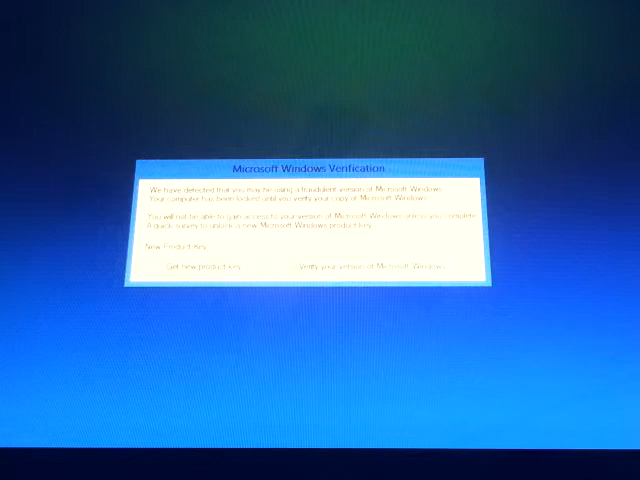 Microsoft Windows Verification
We have detected that you may be using a fraudulent version of Microsoft Windows.
Your computer has been locked until you verify your copy of Microsoft Windows.
You will not be able to gain access to your version of Microsoft Windows unless you complete
A quick survey to unlock a new Microsoft Windows product key.
New Product Key:
Get new product key
Verify your version of Microsoft Windows